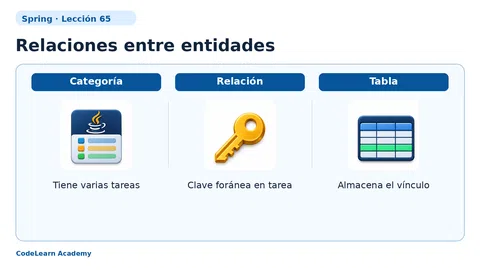 Spring · Lección 65
Relaciones entre entidades
Categoría
Relación
Tabla
Tiene varias tareas
Clave foránea en tarea
Almacena el vínculo
CodeLearn Academy